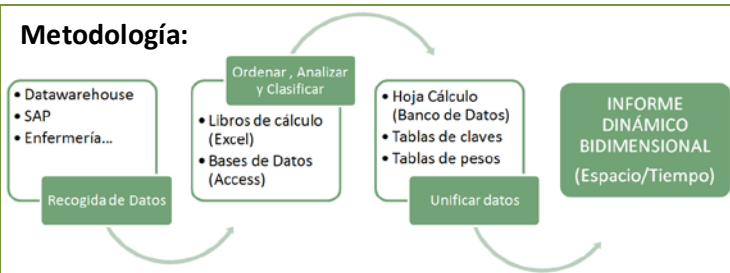 Metodología:
• Datawarehouse
• SAP
• Enfermería...
Recogida de Datos
Ordenar , Analizar
y Clasificar
• Libros de cálculo
(Excel)
• Bases de Datos
(Access)
• Hoja Cálculo
(Banco de Datos)
• Tablas de claves
• Tablas de pesos
Unificar datos
INFORME
DINÁMICO
BIDIMENSIONAL
(Espacio/Tiempo)